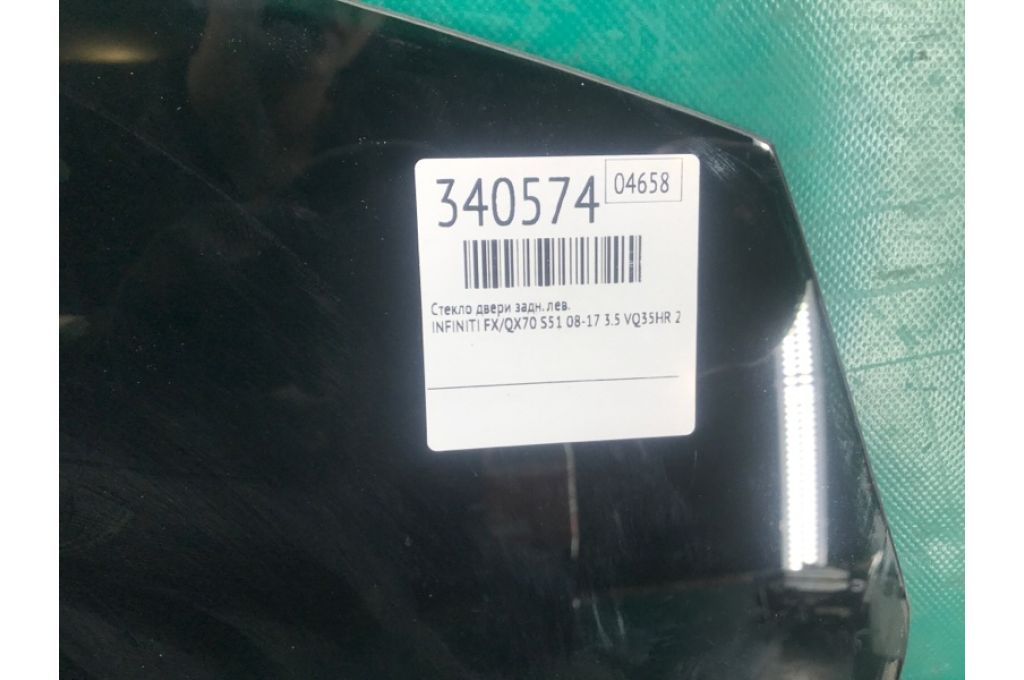 340574
04658
Стекло двери задн. лев.
INFINITI FX/QX70 S51 08-17 3.5 VQ35HR 2